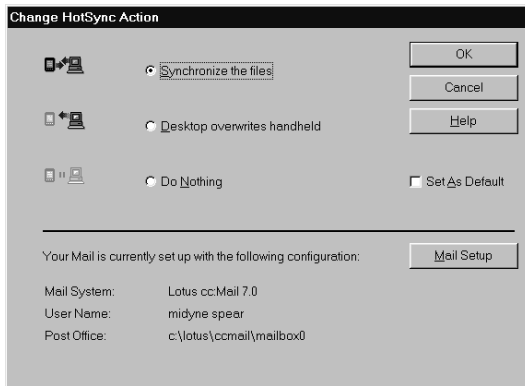 Change HotSync Action
Synchronize the files
OK
Cancel
Desktop overwrites handheld
Help
Do Nothing
Set As Default
Your Mail is currently set up with the following configuration:
Mail Setup
Mail System: Lotus cc:Mail 7.0
User Name: midyne spear
Post Office: c:\lotus\ccmail\mailbox0